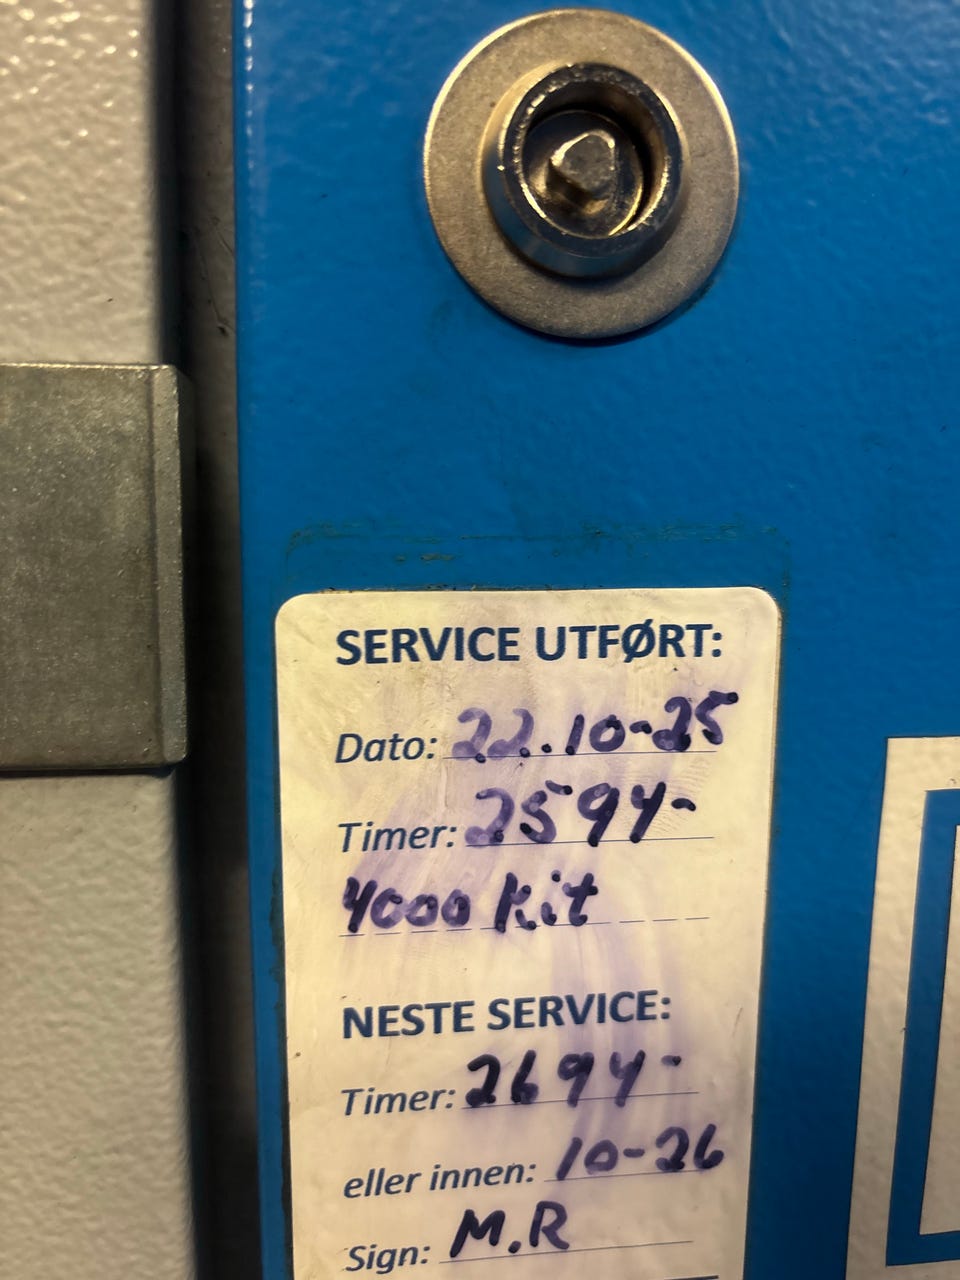 SERVICE UTFØRT:
Dato: 22.10-25
Timer: 2594-
4000 Kit
NESTE SERVICE:
Timer: 2694-
eller innen: 10-26
Sign: M.R